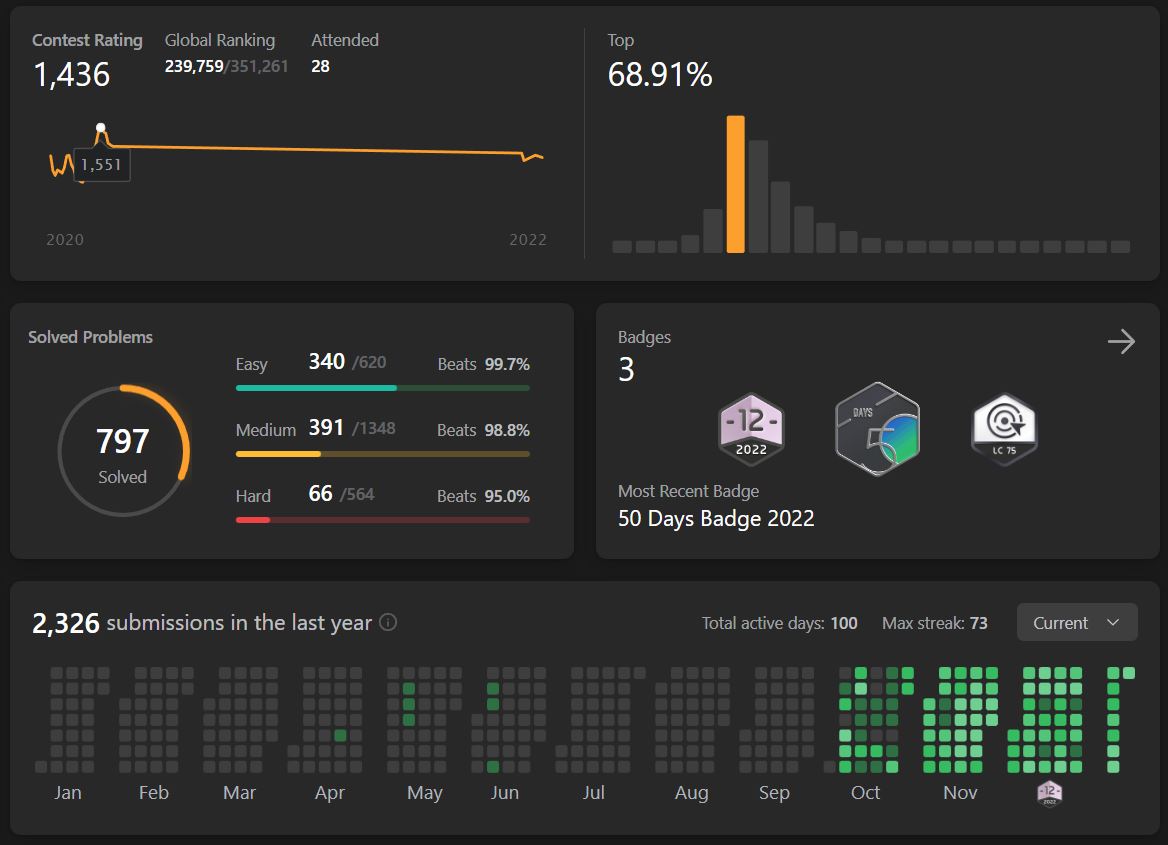 Contest Rating Global Ranking Attended
1,436 239,759/351,261 28
1,551
2020 2022
Top
68.91%
Solved Problems
797
Solved
Easy 340 /620 Beats 99.7%
Medium 391 /1348 Beats 98.8%
Hard 66 /564 Beats 95.0%
Badges
3
-12-
2022
DAYS
50
LC 75
Most Recent Badge
50 Days Badge 2022
2,326 submissions in the last year Total active days: 100 Max streak: 73 Current
Jan Feb Mar Apr May Jun Jul Aug Sep Oct Nov
-12-
2022